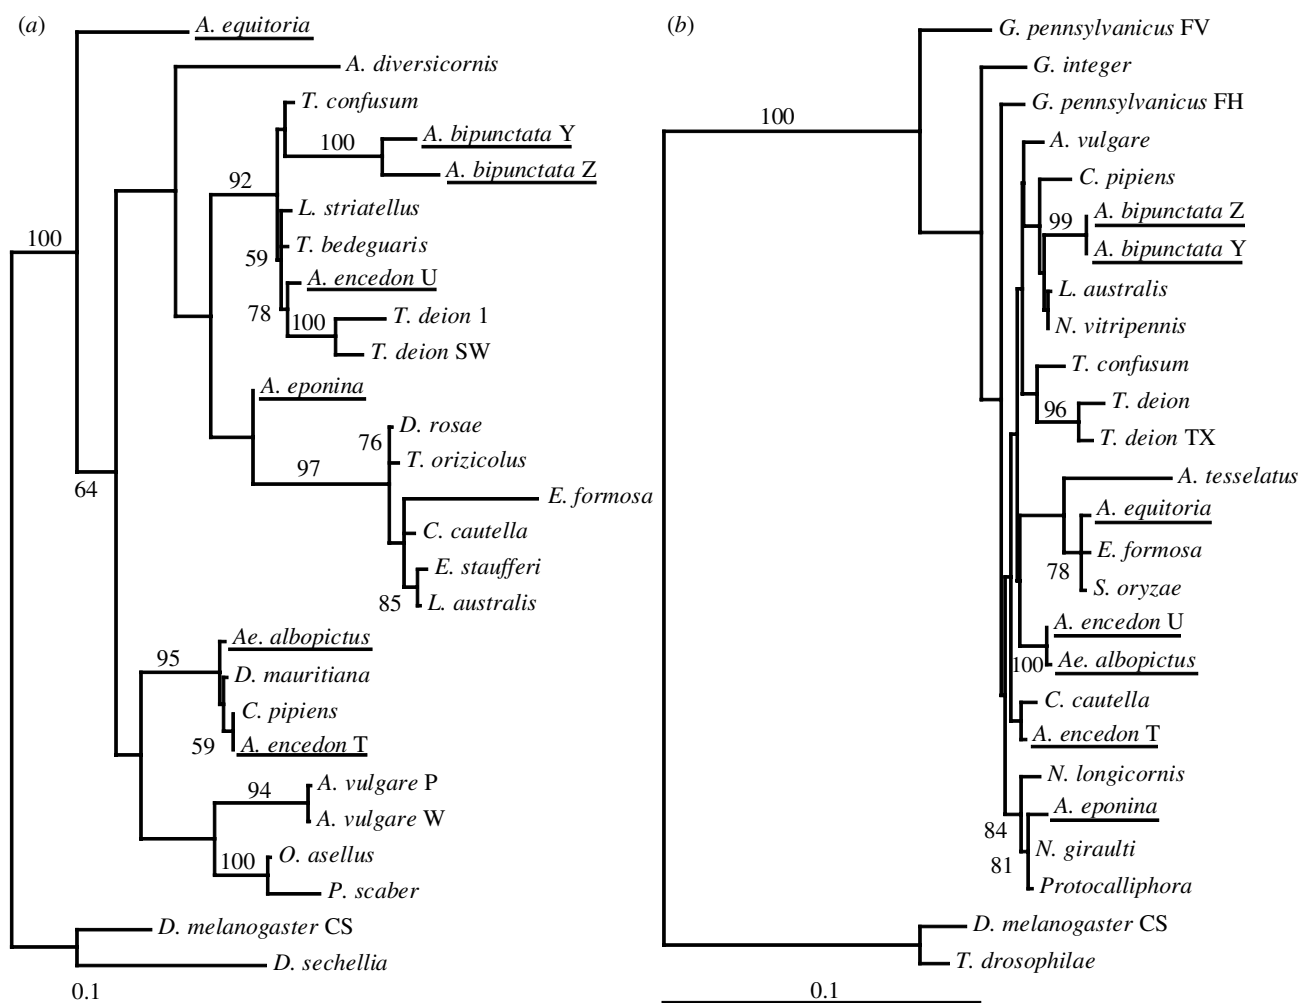 (a)
A. equitoria
A. diversicornis
T. confusum
A. bipunctata Y
100
A. bipunctata Z
92
L. striatellus
T. bedeguaris
100
59
A. encedon U
78
100
T. deion 1
T. deion SW
A. eponina
D. rosae
76
T. orizicolus
97
64
E. formosa
C. cautella
E. staufferi
85
L. australis
Ae. albopictus
95
D. mauritiana
C. pipiens
59
A. encedon T
A. vulgare P
94
A. vulgare W
O. asellus
100
P. scaber
D. melanogaster CS
D. sechellia
0.1
(b)
G. pennsylvanicus FV
G. integer
G. pennsylvanicus FH
100
A. vulgare
C. pipiens
A. bipunctata Z
99
A. bipunctata Y
L. australis
N. vitripennis
T. confusum
T. deion
96
T. deion TX
A. tesselatus
A. equitoria
E. formosa
78
S. oryzae
A. encedon U
100
Ae. albopictus
C. cautella
A. encedon T
N. longicornis
A. eponina
84
N. giraulti
81
Protocalliphora
D. melanogaster CS
T. drosophilae
0.1